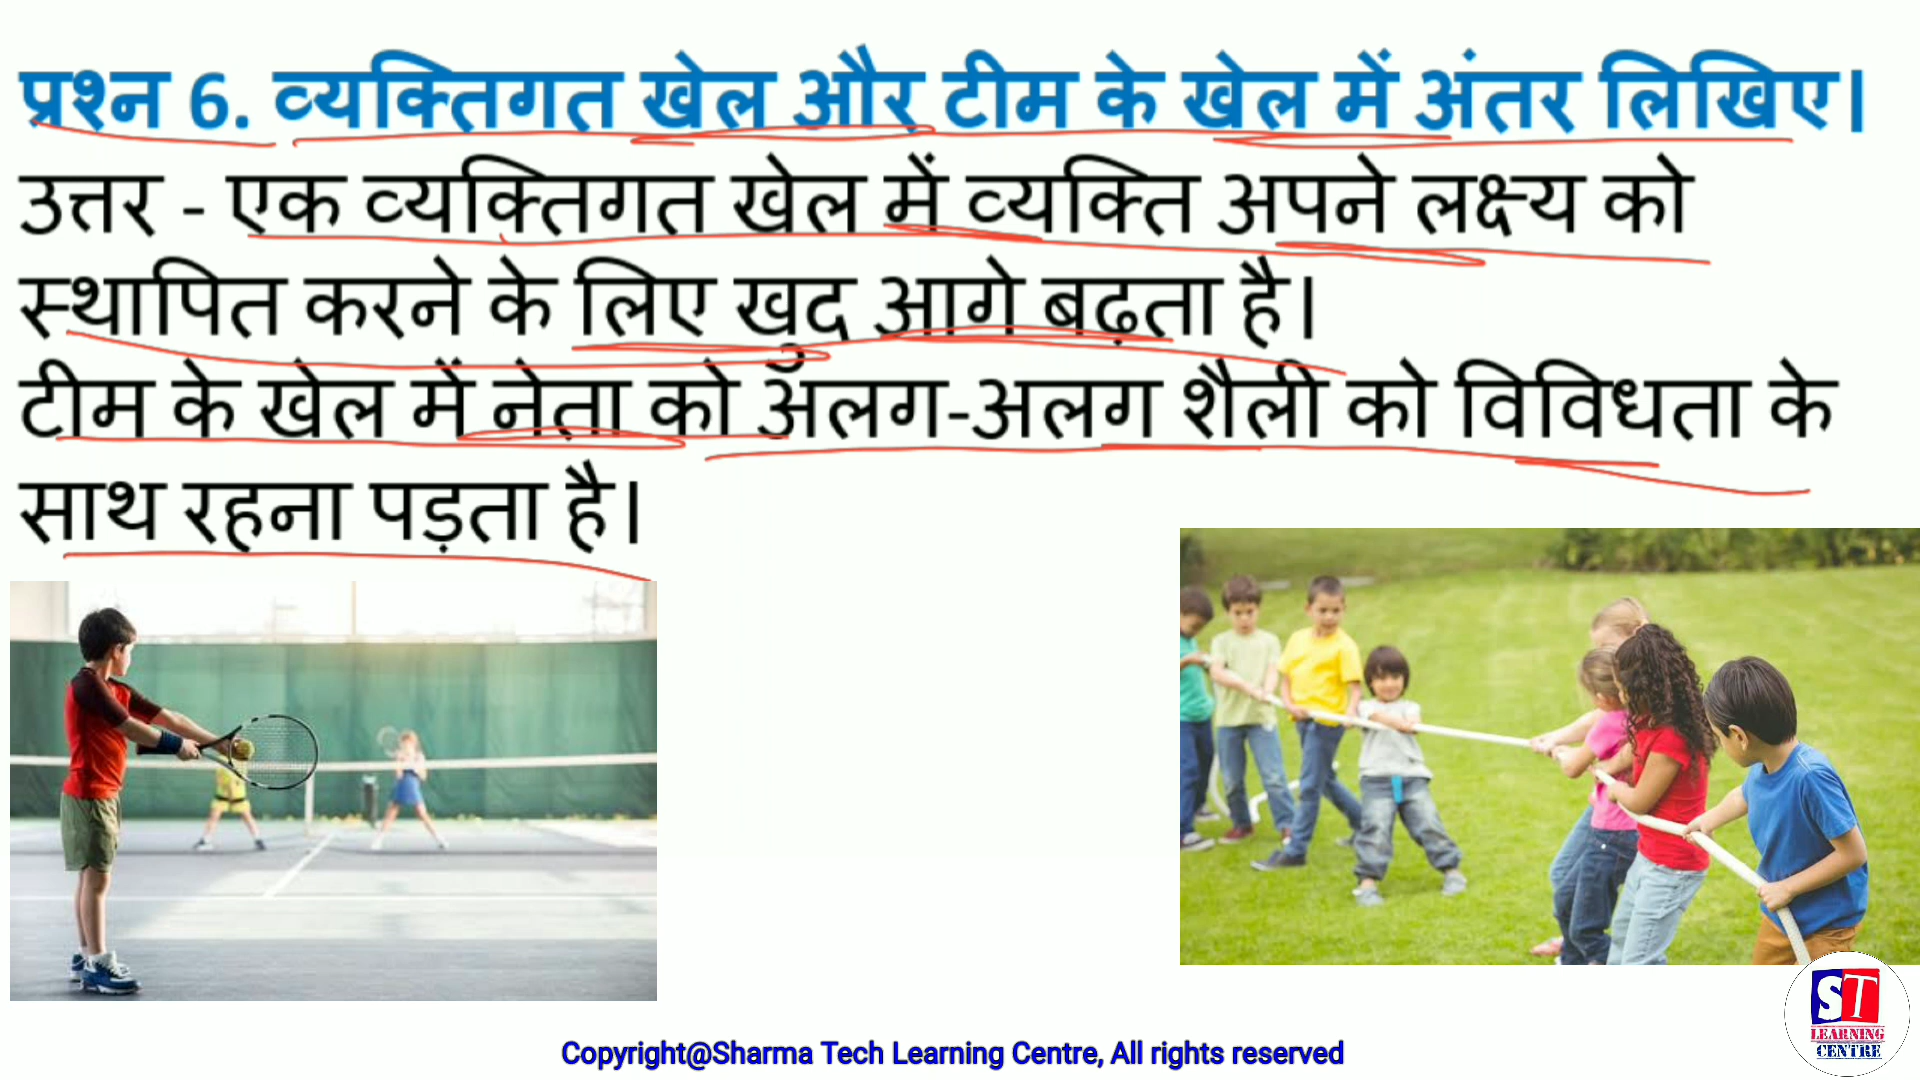 प्रश्न 6. व्यक्तिगत खेल और टीम के खेल में अंतर लिखिए।
उत्तर - एक व्यक्तिगत खेल में व्यक्ति अपने लक्ष्य को
स्थापित करने के लिए खुद आगे बढ़ता है।
टीम के खेल में नेता को अलग-अलग शैली को विविधता के
साथ रहना पड़ता है।
ST
LEARNING
CENTRE
Copyright@Sharma Tech Learning Centre, All rights reserved